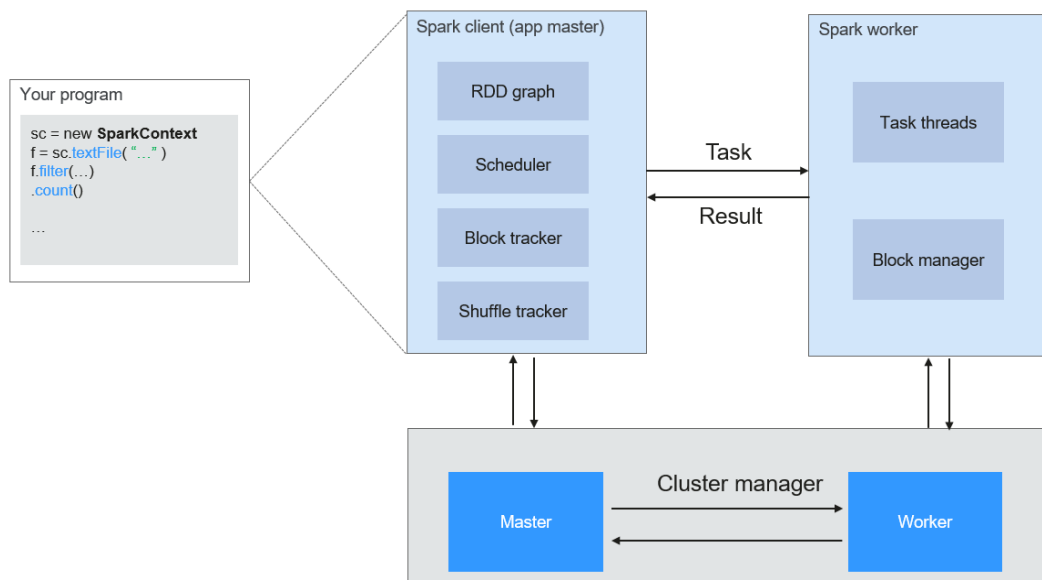 Your program
sc = new SparkContext
f = sc.textFile( “…” )
f.filter(…)
.count()
…
Spark client (app master)
RDD graph
Scheduler
Block tracker
Shuffle tracker
Task
Result
Spark worker
Task threads
Block manager
Cluster manager
Master
Worker